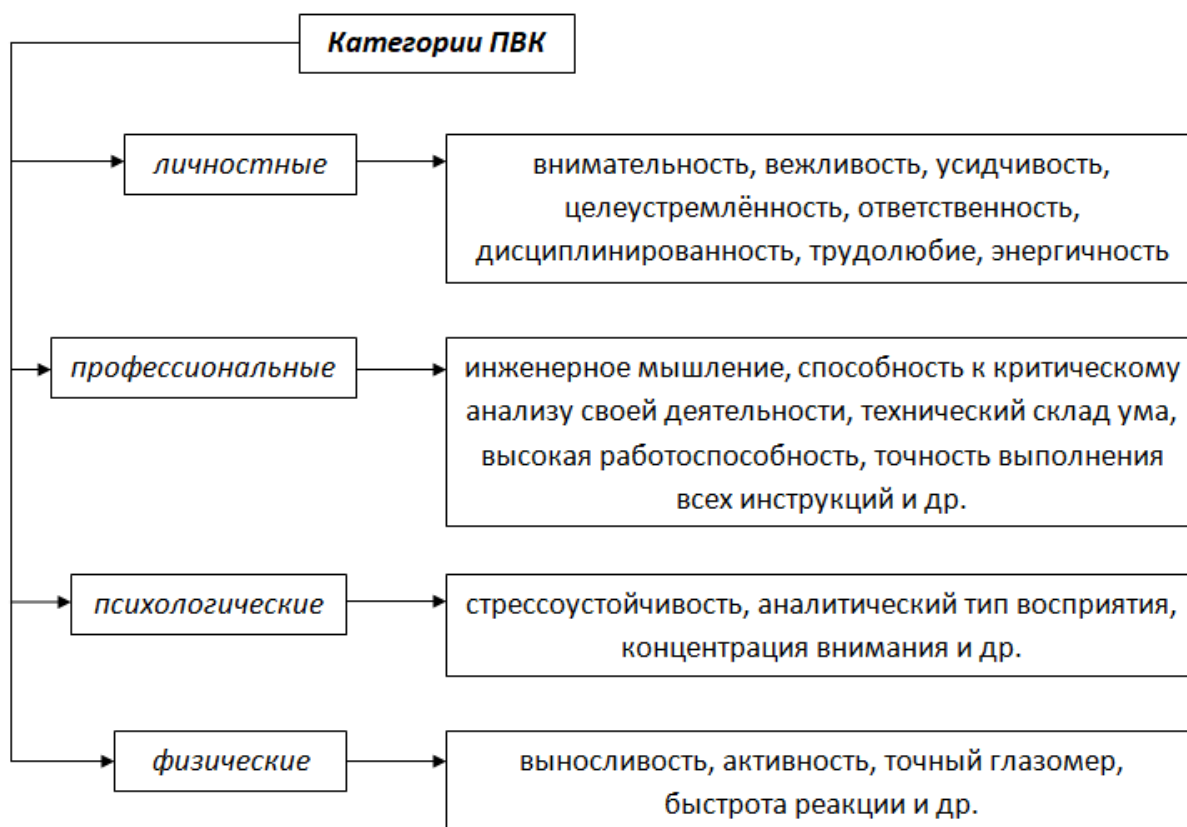 Категории ПВК
личностные
внимательность, вежливость, усидчивость,
целеустремлённость, ответственность,
дисциплинированность, трудолюбие, энергичность
профессиональные
инженерное мышление, способность к критическому
анализу своей деятельности, технический склад ума,
высокая работоспособность, точность выполнения
всех инструкций и др.
психологические
стрессоустойчивость, аналитический тип восприятия,
концентрация внимания и др.
физические
выносливость, активность, точный глазомер,
быстрота реакции и др.